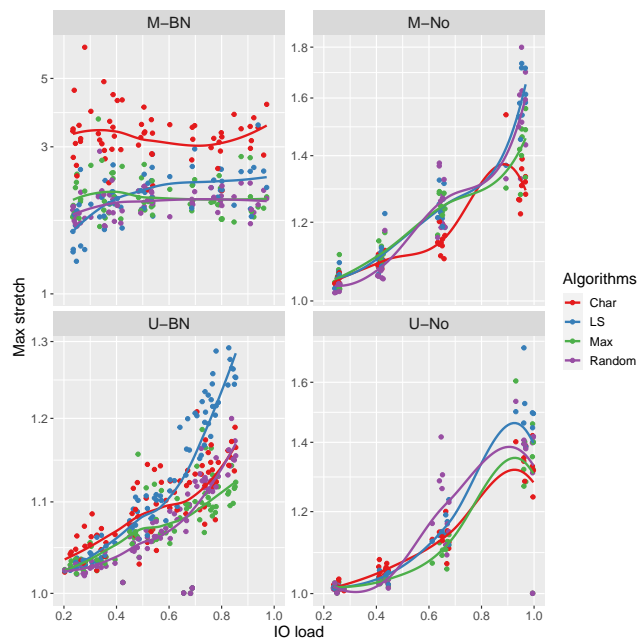 M−BN
M−No
5
3
1
1.8
1.6
1.4
1.2
1.0
Max stretch
U−BN
U−No
1.3
1.2
1.1
1.0
1.6
1.4
1.2
1.0
0.2 0.4 0.6 0.8 1.0
0.2 0.4 0.6 0.8 1.0
IO load
Algorithms
Char
LS
Max
Random